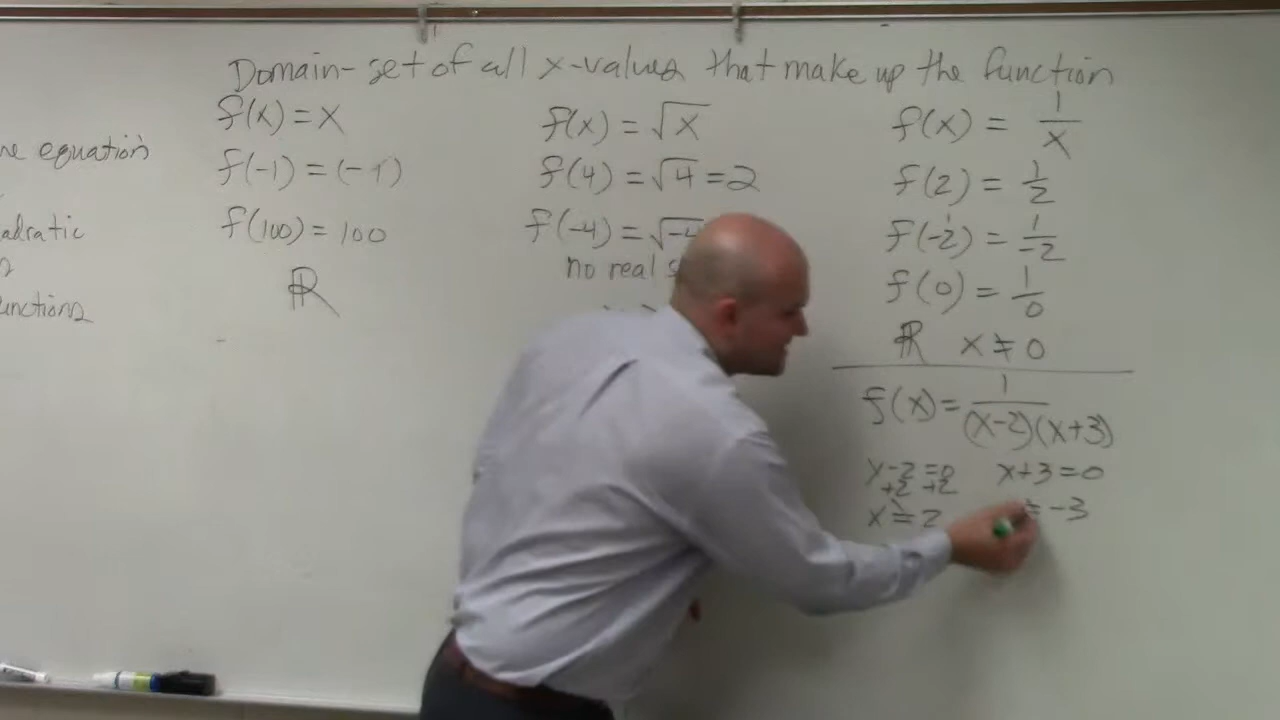 Domain- set of all x-values that make up the function
equation
adratic
unctions
f(x) = x
f(-1) = (-1)
f(100) = 100
ℝ
f(x) = √x
f(4) = √4 = 2
f(-4) = √-4
no real
f(x) = 1/x
f(2) = 1/2
f(-2) = 1/-2
f(0) = 1/0
ℝ x ≠ 0
f(x) = 1/(x-2)(x+3)
x-2=0 x+3=0
+2 +2
x ≠ 2 ≠ -3